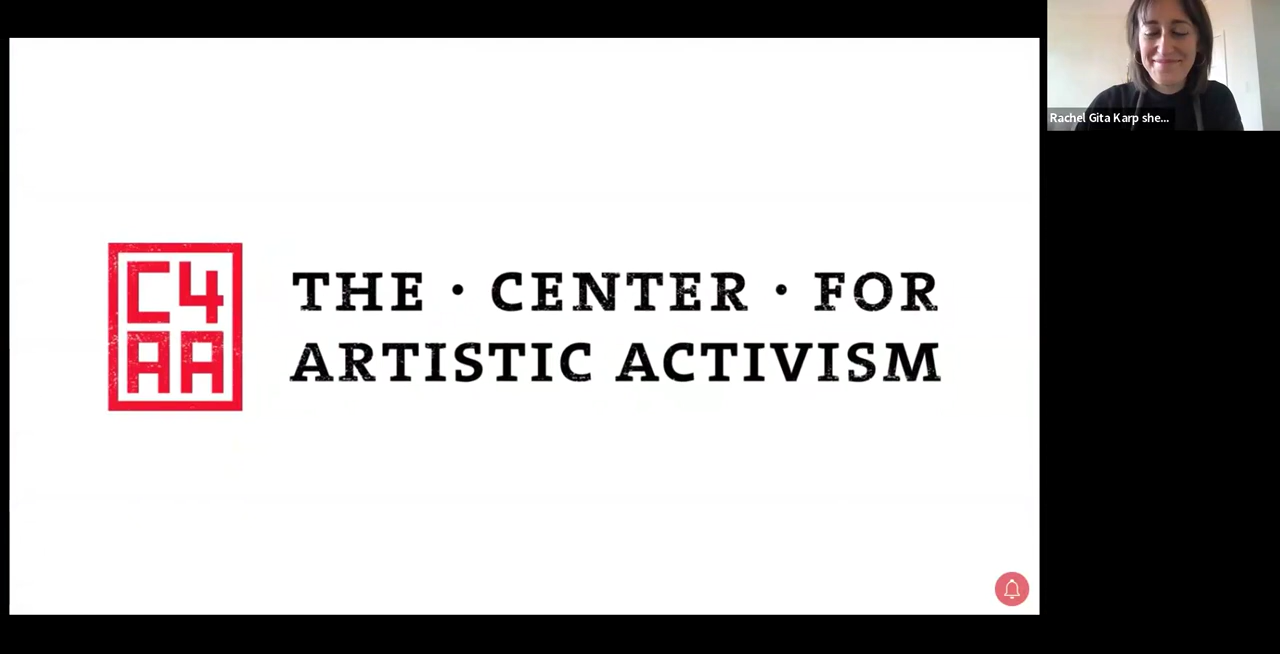 C4
AA
THE · CENTER · FOR
ARTISTIC ACTIVISM
Rachel Gita Karp she...